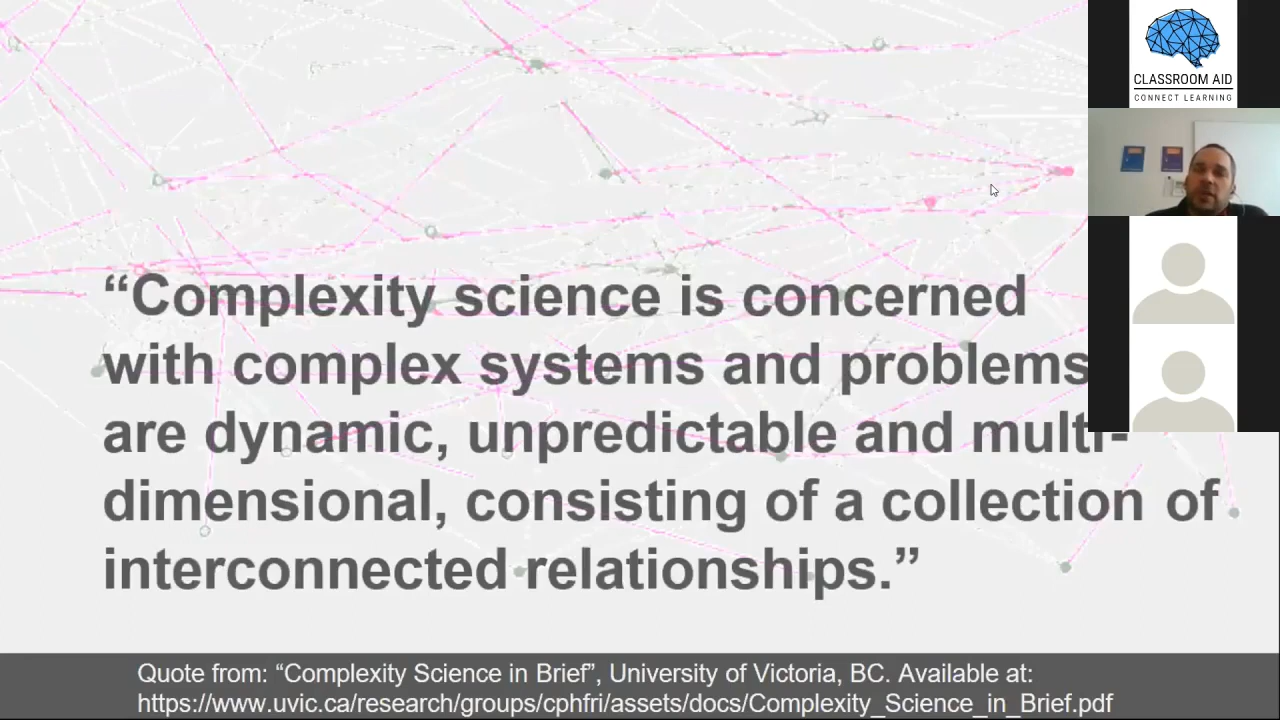 “Complexity science is concerned
with complex systems and problems
are dynamic, unpredictable and multi-
dimensional, consisting of a collection of
interconnected relationships.”
Quote from: “Complexity Science in Brief”, University of Victoria, BC. Available at:
https://www.uvic.ca/research/groups/cphfri/assets/docs/Complexity_Science_in_Brief.pdf
CLASSROOM AID
CONNECT LEARNING